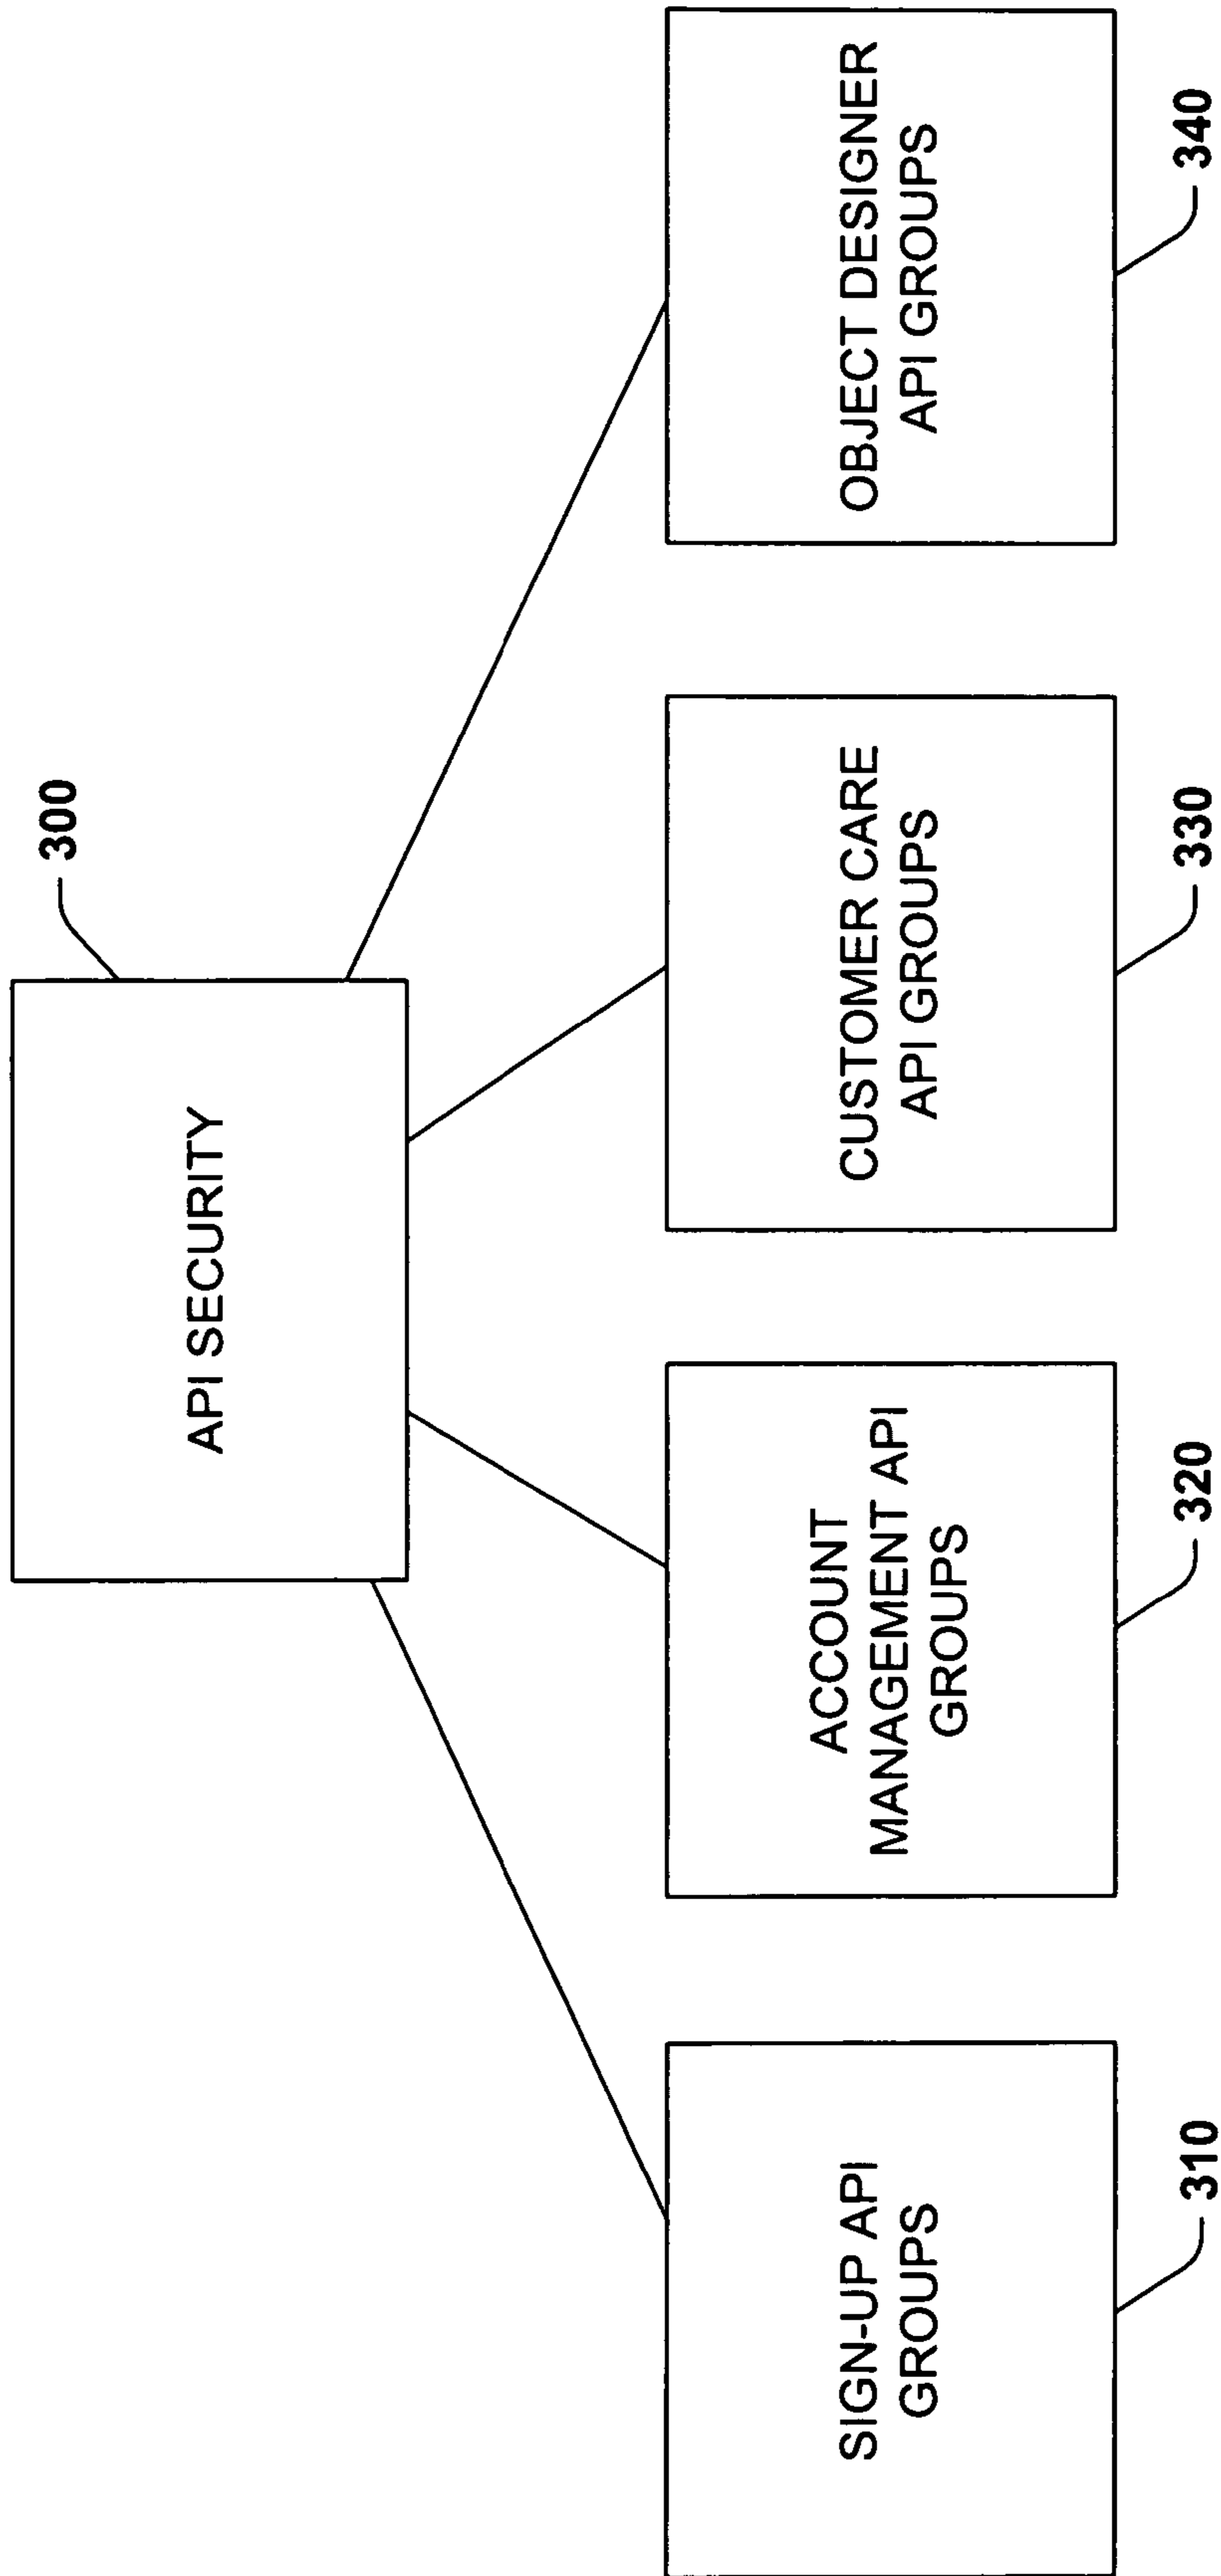 300
API SECURITY
SIGN-UP API
GROUPS
310
ACCOUNT
MANAGEMENT API
GROUPS
320
CUSTOMER CARE
API GROUPS
330
OBJECT DESIGNER
API GROUPS
340